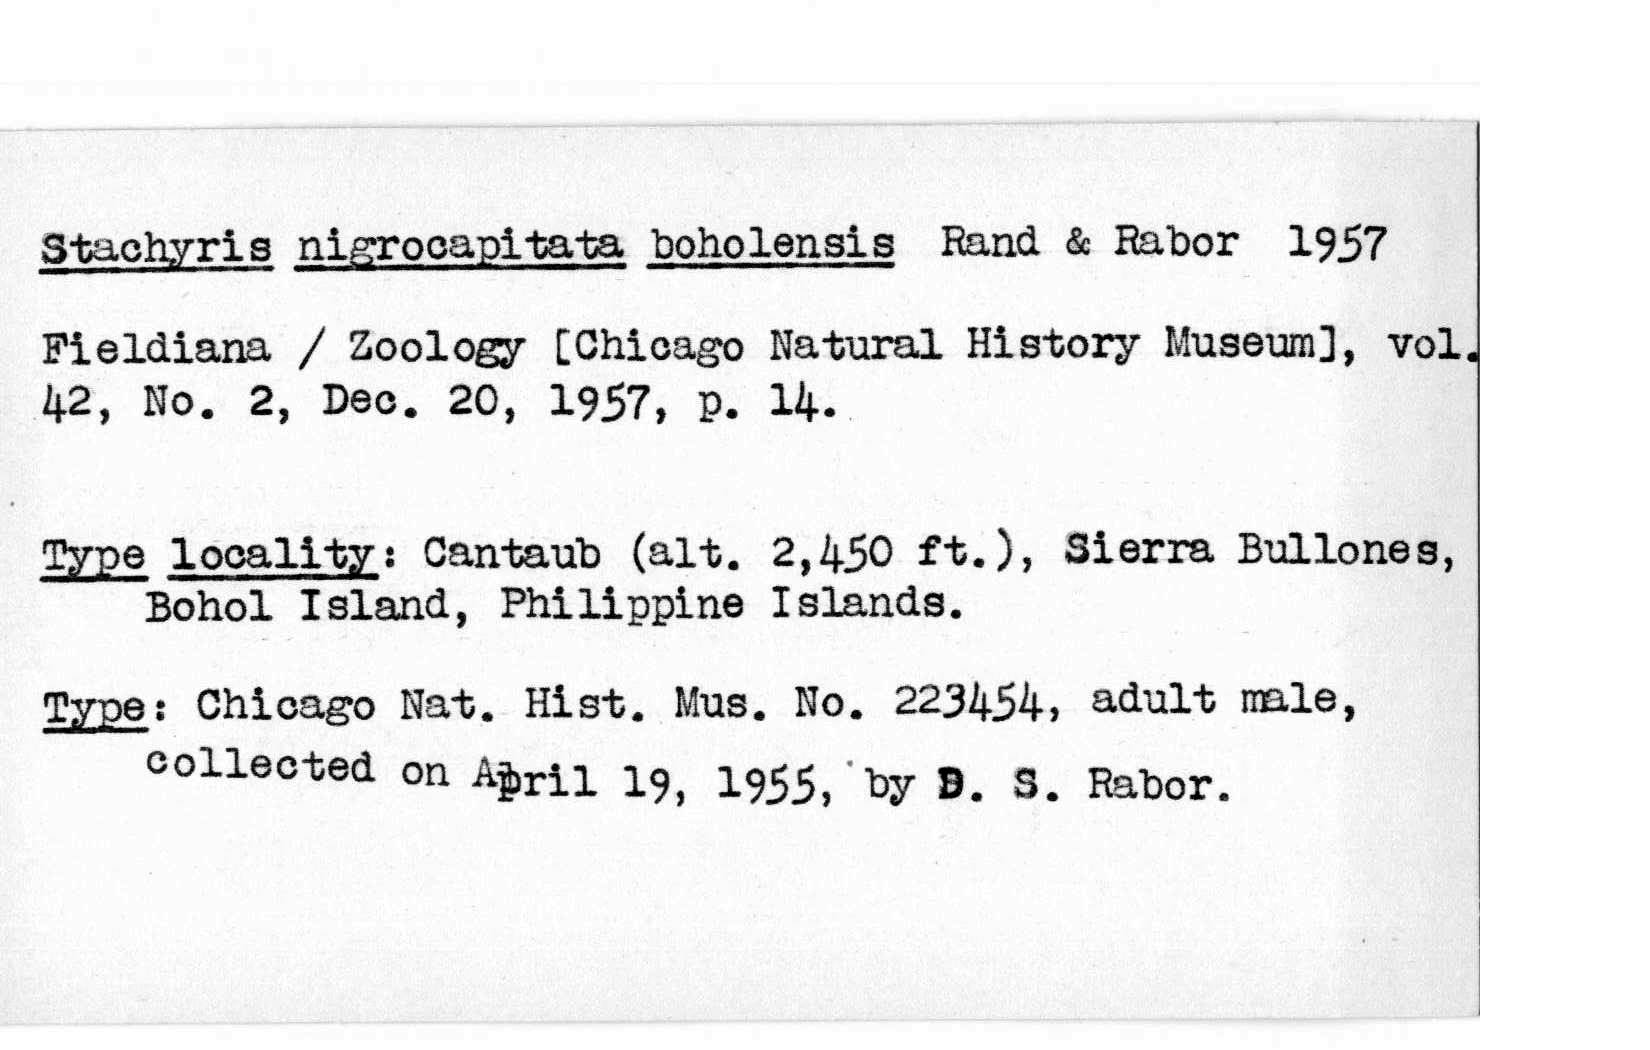 Stachyris nigrocapitata boholensis Rand & Rabor 1957
Fieldiana / Zoology [Chicago Natural History Museum], vol.
42, No. 2, Dec. 20, 1957, p. 14.
Type locality: Cantaub (alt. 2,450 ft.), Sierra Bullones,
Bohol Island, Philippine Islands.
Type: Chicago Nat. Hist. Mus. No. 223454, adult male,
collected on April 19, 1955, by D. S. Rabor.